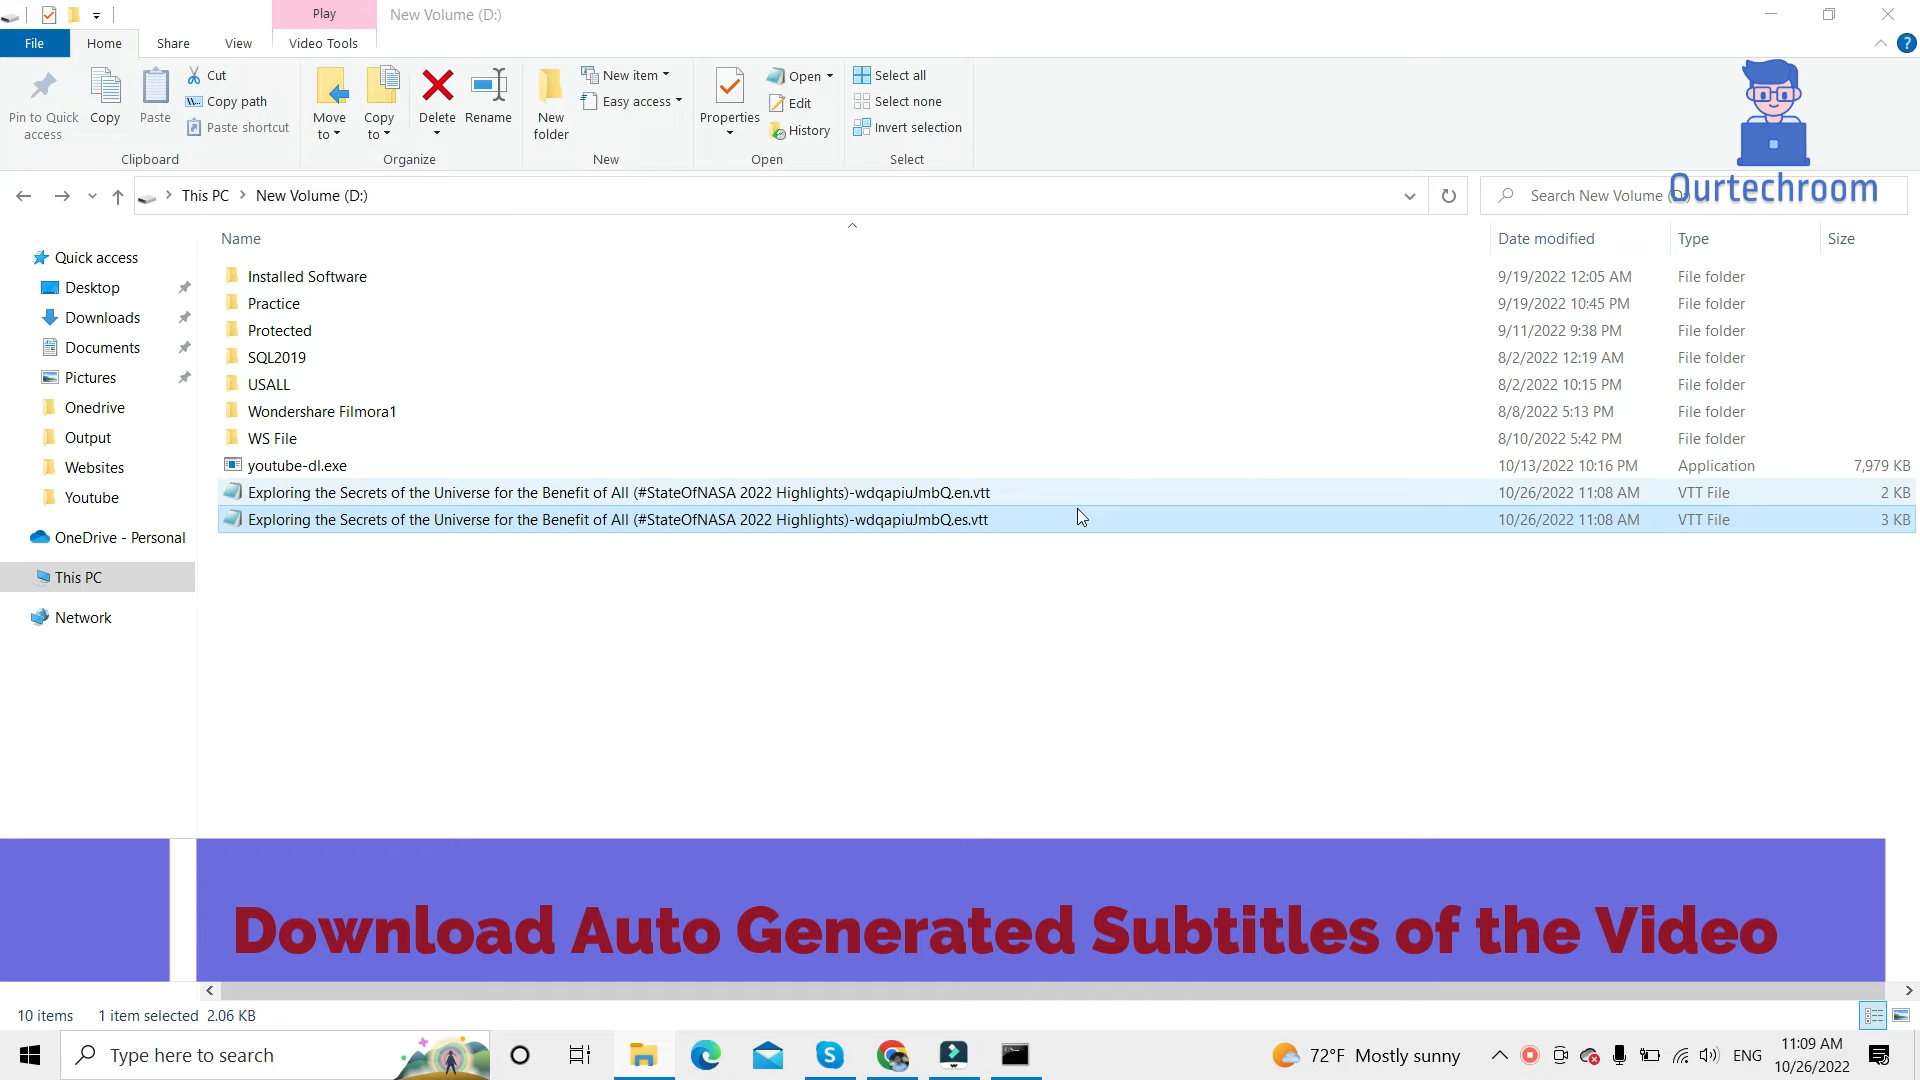 Play
New Volume (D:)
File
Home
Share
View
Video Tools
Pin to Quick access
Copy
Paste
Cut
Copy path
Paste shortcut
Clipboard
Move to
Copy to
Delete
Rename
Organize
New folder
New item
Easy access
New
Properties
Open
Edit
History
Open
Select all
Select none
Invert selection
Select
Ourtechroom
This PC
New Volume (D:)
Search New Volume (D:)
Name
Date modified
Type
Size
Quick access
Desktop
Downloads
Documents
Pictures
Onedrive
Output
Websites
Youtube
OneDrive - Personal
This PC
Network
Installed Software 9/19/2022 12:05 AM File folder
Practice 9/19/2022 10:45 PM File folder
Protected 9/11/2022 9:38 PM File folder
SQL2019 8/2/2022 12:19 AM File folder
USALL 8/2/2022 10:15 PM File folder
Wondershare Filmora1 8/8/2022 5:13 PM File folder
WS File 8/10/2022 5:42 PM File folder
youtube-dl.exe 10/13/2022 10:16 PM Application 7,979 KB
Exploring the Secrets of the Universe for the Benefit of All (#StateOfNASA 2022 Highlights)-wdqapiuJmbQ.en.vtt 10/26/2022 11:08 AM VTT File 2 KB
Exploring the Secrets of the Universe for the Benefit of All (#StateOfNASA 2022 Highlights)-wdqapiuJmbQ.es.vtt 10/26/2022 11:08 AM VTT File 3 KB
Download Auto Generated Subtitles of the Video
10 items 1 item selected 2.06 KB
Type here to search
72°F Mostly sunny
ENG
11:09 AM
10/26/2022